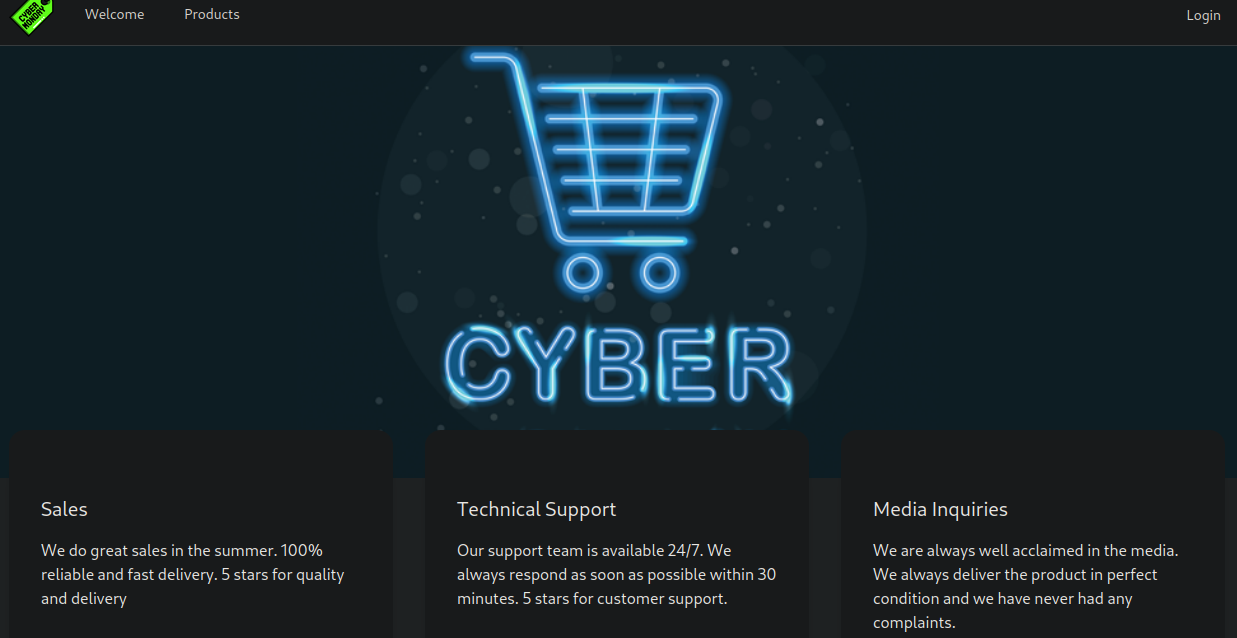 CYBER
MONDAY
Welcome
Products
Login
CYBER
Sales
We do great sales in the summer. 100%
reliable and fast delivery. 5 stars for quality
and delivery
Technical Support
Our support team is available 24/7. We
always respond as soon as possible within 30
minutes. 5 stars for customer support.
Media Inquiries
We are always well acclaimed in the media.
We always deliver the product in perfect
condition and we have never had any
complaints.